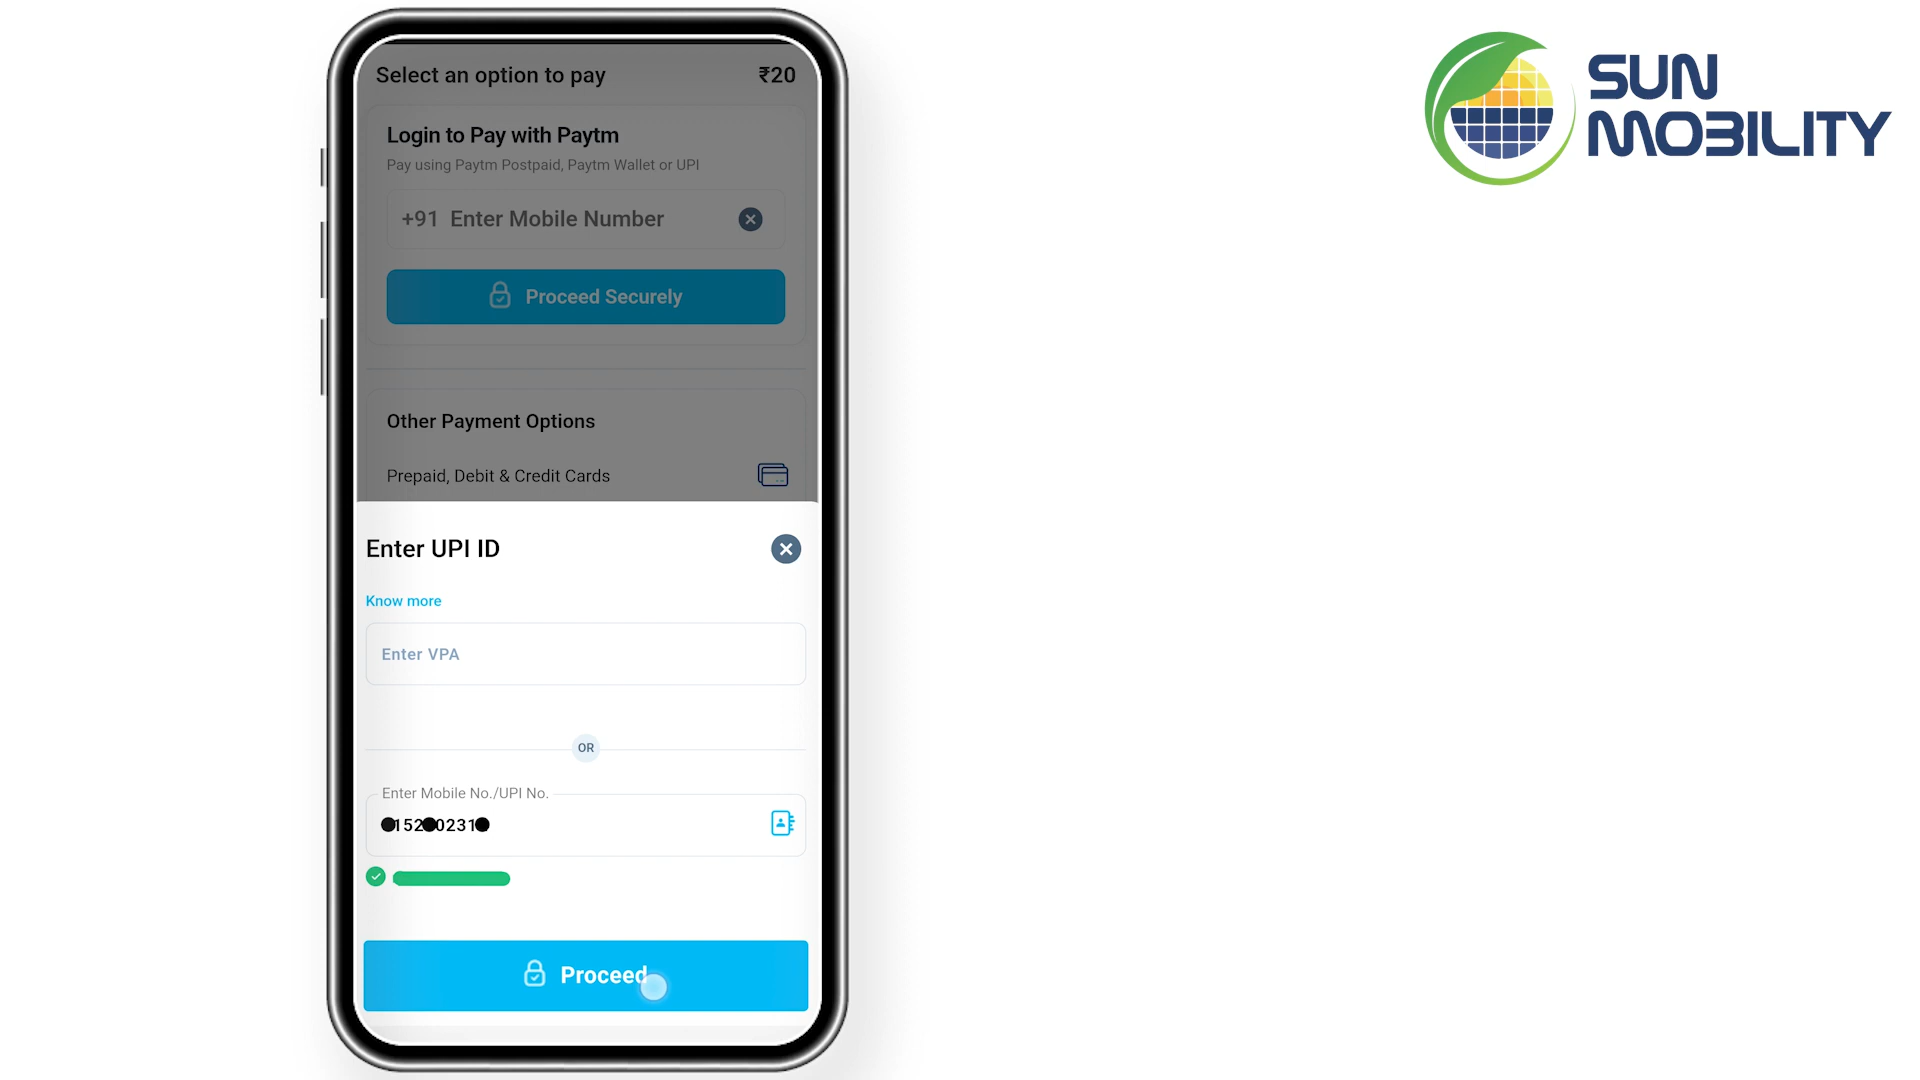 Select an option to pay ₹20
Login to Pay with Paytm
Pay using Paytm Postpaid, Paytm Wallet or UPI
+91 Enter Mobile Number
Proceed Securely
Other Payment Options
Prepaid, Debit & Credit Cards
Enter UPI ID
Know more
Enter VPA
OR
Enter Mobile No./UPI No.
152 0231
Proceed
SUN
MOBILITY